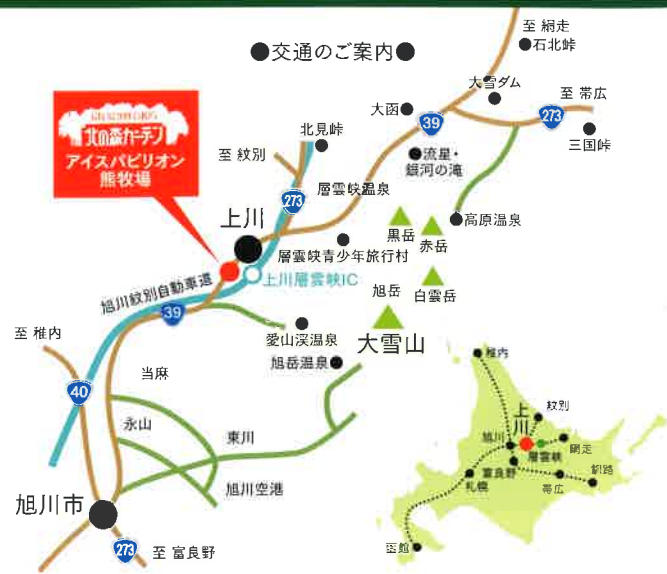 ●交通のご案内●
至 網走
石北峠
大雪ダム
至 帯広
大函
39
273
三国峠
北の森ガーデン
アイスパビリオン
熊牧場
北見峠
至 紋別
流星・
銀河の滝
層雲峡温泉
273
高原温泉
上川
黒岳
赤岳
層雲峡青少年旅行村
上川層雲峡IC
旭岳
白雲岳
旭川紋別自動車道
39
愛山渓温泉
大雪山
至 稚内
旭岳温泉
当麻
40
永山
東川
旭川空港
旭川市
273
至 富良野
稚内
紋別
上川
旭川
網走
層雲峡
富良野
釧路
札幌
帯広
函館